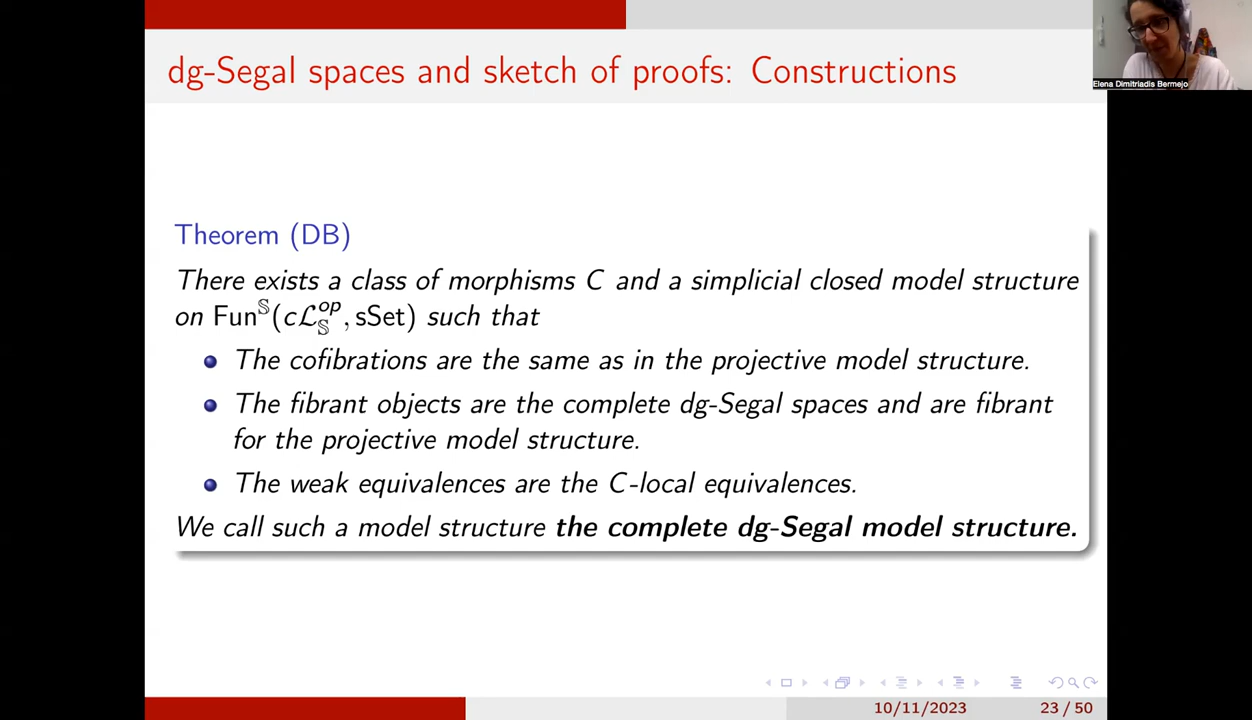 dg-Segal spaces and sketch of proofs: Constructions
Elena Dimitriadis Bermejo
Theorem (DB)
There exists a class of morphisms C and a simplicial closed model structure
on Fun^𝕊(cℒ_𝕊^op, sSet) such that
The cofibrations are the same as in the projective model structure.
The fibrant objects are the complete dg-Segal spaces and are fibrant
for the projective model structure.
The weak equivalences are the C-local equivalences.
We call such a model structure the complete dg-Segal model structure.
10/11/2023 23 / 50